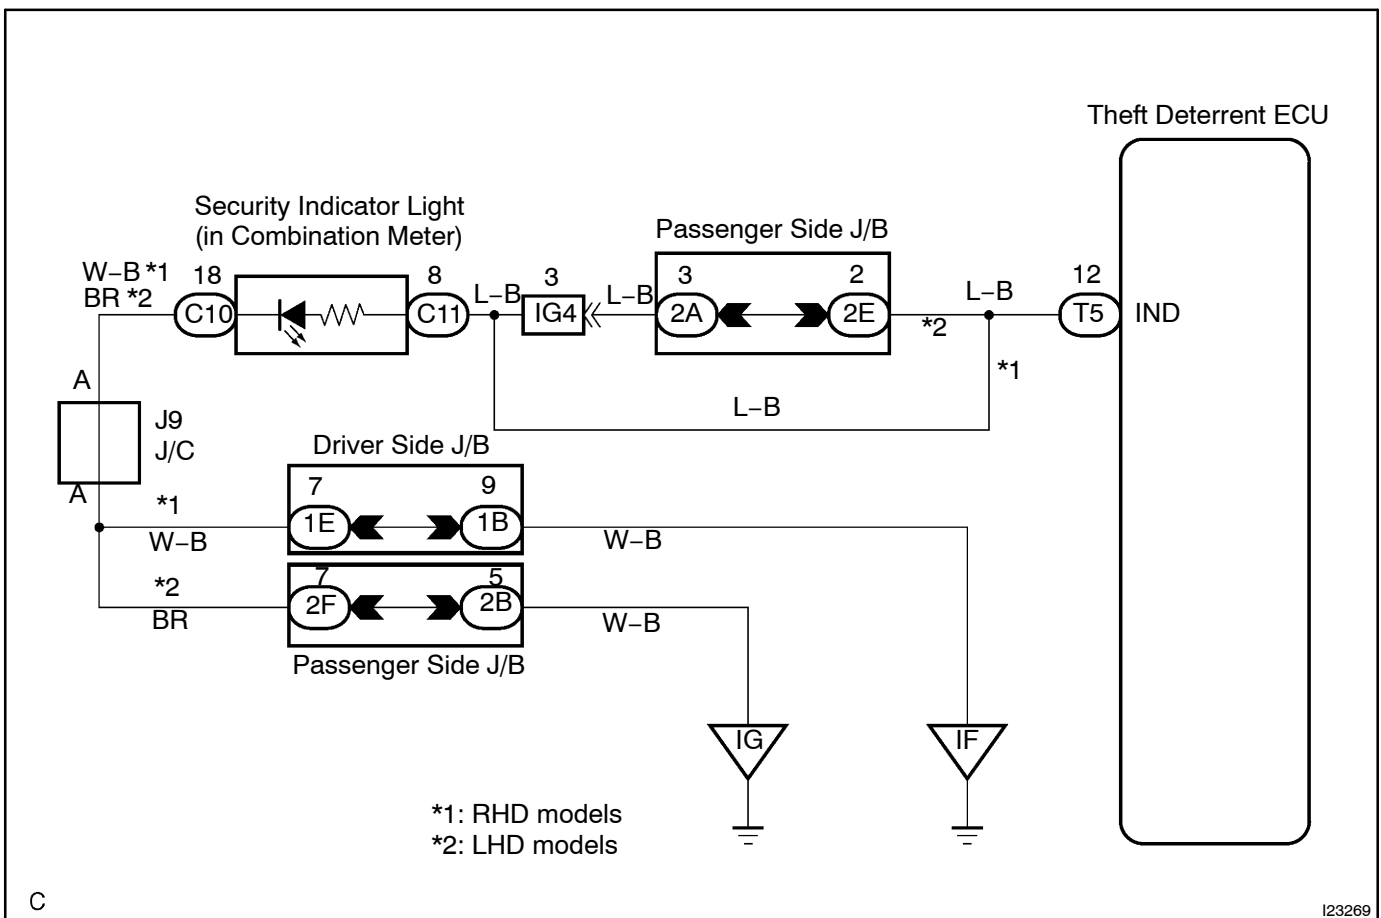 Theft Deterrent ECU
Security Indicator Light
(in Combination Meter)
Passenger Side J/B
W−B *1
BR *2
18
C10
8
C11
L−B
3
IG4
L−B
3
2A
2
2E
L−B
*2
12
T5
IND
*1
L−B
A
J9
J/C
A
Driver Side J/B
7
1E
9
1B
*1
W−B
W−B
7
2F
5
2B
*2
BR
W−B
Passenger Side J/B
IG
IF
*1: RHD models
*2: LHD models
C
I23269